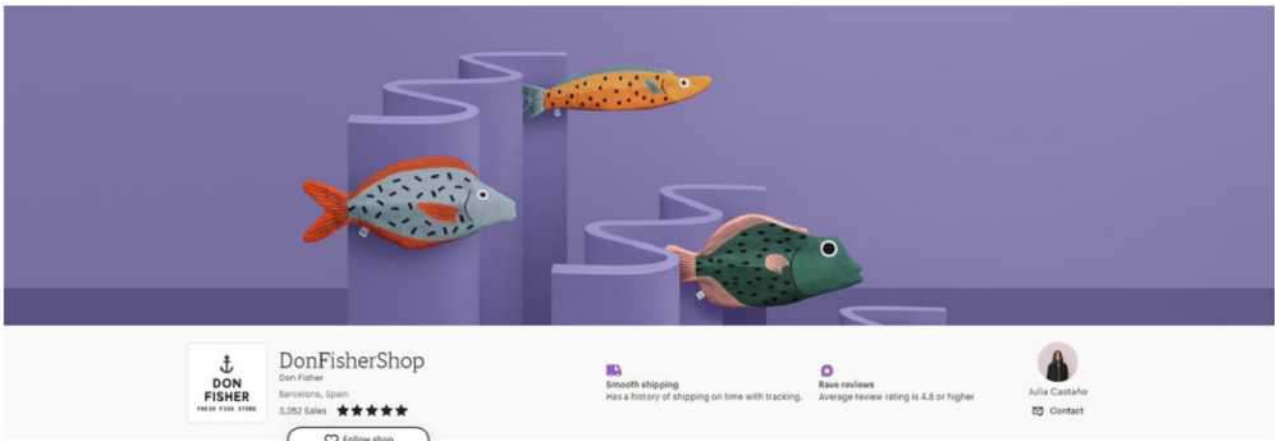 DON
FISHER
FRESH FISH STORE
DonFisherShop
Don Fisher
Barcelona, Spain
3,282 Sales
Follow shop
Smooth shipping
Has a history of shipping on time with tracking.
Rave reviews
Average review rating is 4.8 or higher
Julia Castaño
Contact